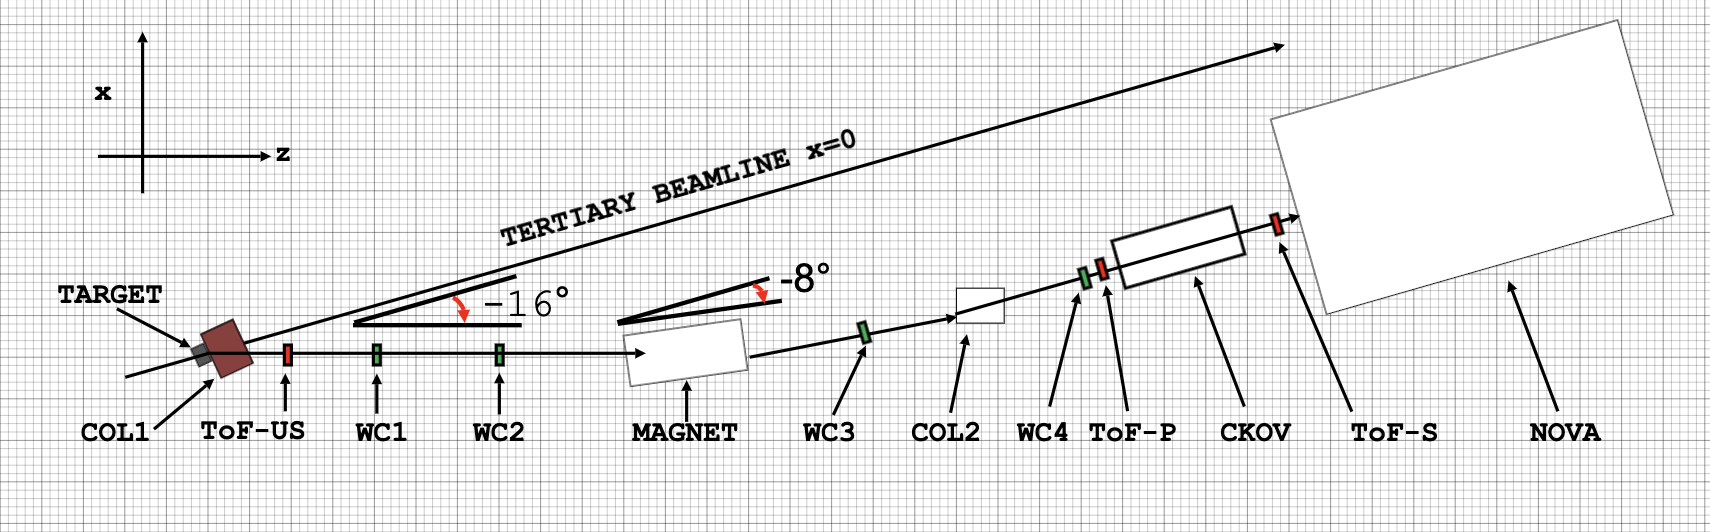 x
z
TERTIARY BEAMLINE x=0
-16°
-8°
TARGET
COL1
ToF-US
WC1
WC2
MAGNET
WC3
COL2
WC4
ToF-P
CKOV
ToF-S
NOVA